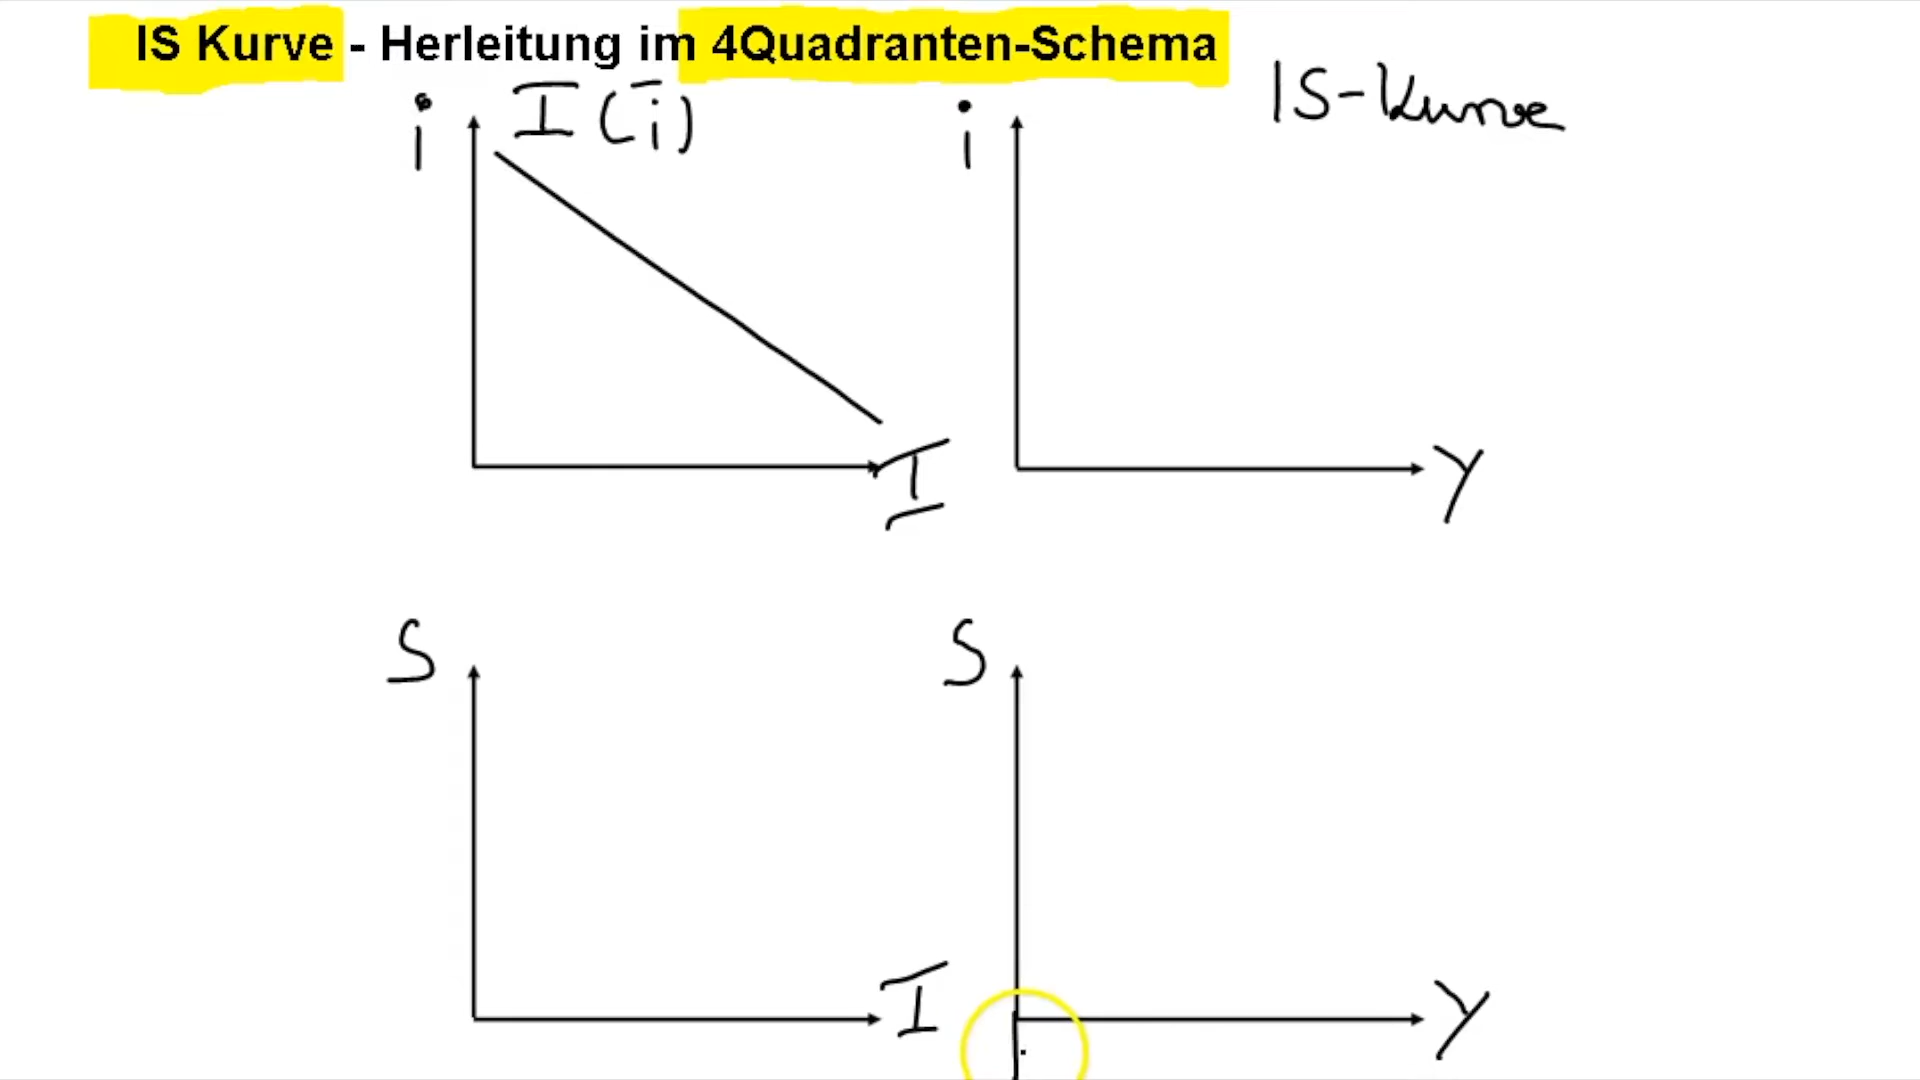 IS Kurve - Herleitung im 4Quadranten-Schema
i I(i̅) i IS-Kurve
I Y
S S
I Y